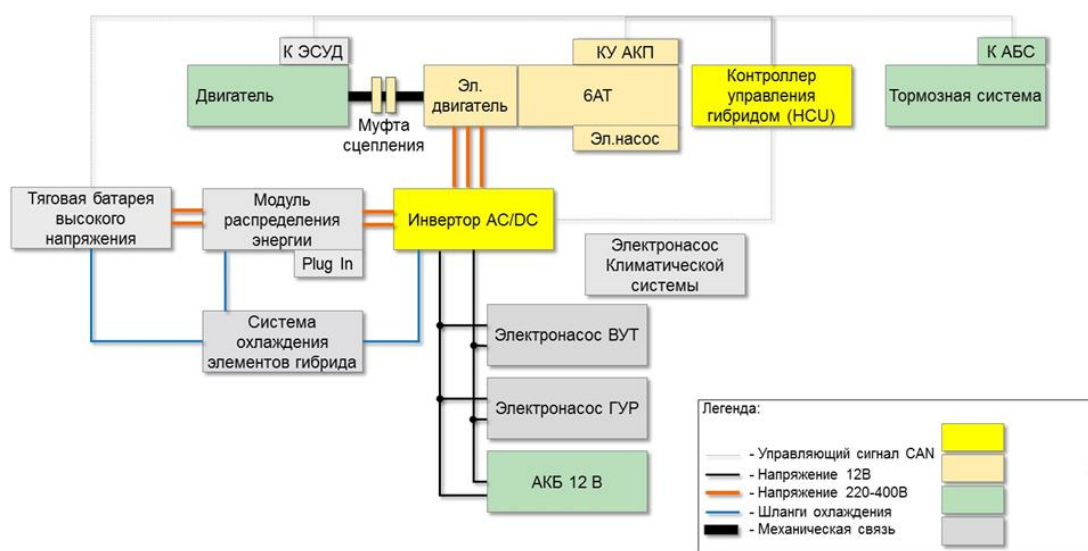 К ЭСУД
КУ АКП
К АБС
Двигатель
Муфта
сцепления
Эл.
двигатель
6АТ
Эл.насос
Контроллер
управления
гибридом (HCU)
Тормозная система
Тяговая батарея
высокого
напряжения
Модуль
распределения
энергии
Plug In
Инвертор AC/DC
Электронасос
Климатической
системы
Система
охлаждения
элементов гибрида
Электронасос ВУТ
Электронасос ГУР
АКБ 12 В
Легенда:
- Управляющий сигнал CAN
- Напряжение 12В
- Напряжение 220-400В
- Шланги охлаждения
- Механическая связь